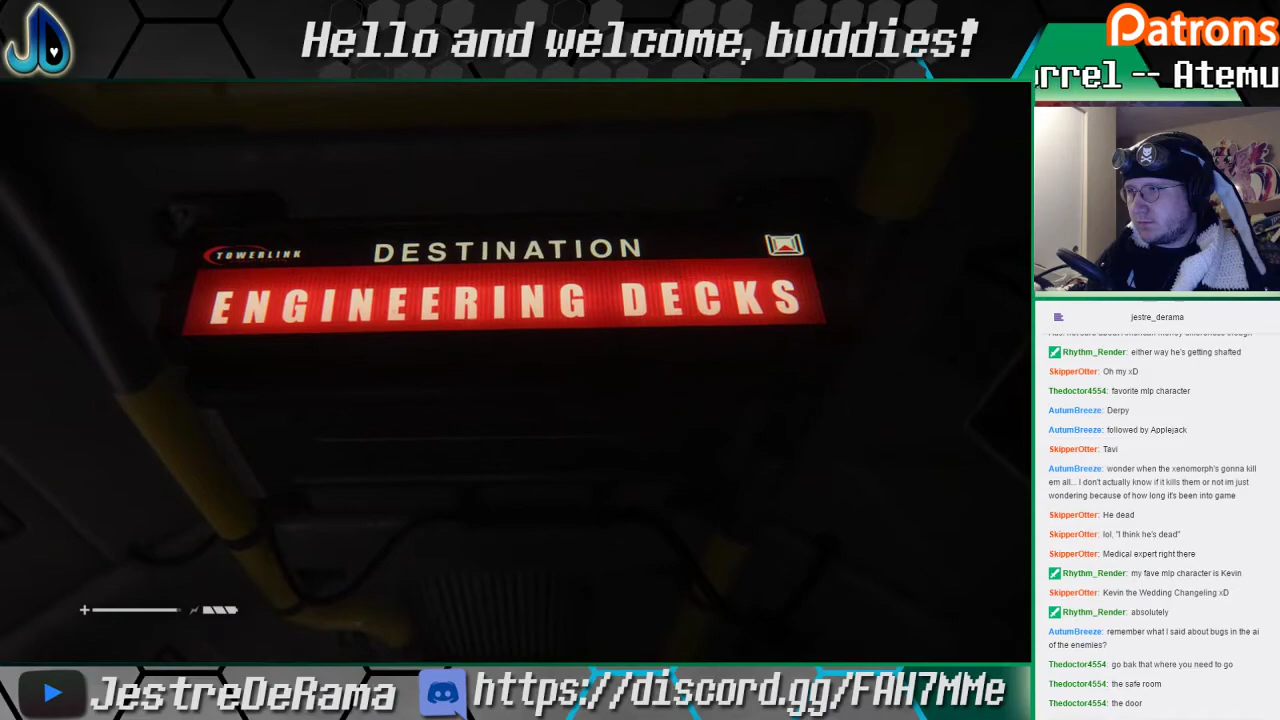 Hello and welcome, buddies!
Patrons
rrel -- Atemu
JD
TOWERLINK
DESTINATION
ENGINEERING DECKS
jestre_derama
Rhythm_Render: either way he's getting shafted
SkipperOtter: Oh my xD
Thedoctor4554: favorite mlp character
AutumBreeze: Derpy
AutumBreeze: followed by Applejack
SkipperOtter: Tavi
AutumBreeze: wonder when the xenomorph's gonna kill
em all... I don't actually know if it kills them or not im just
wondering because of how long it's been into game
SkipperOtter: He dead
SkipperOtter: lol, "I think he's dead"
SkipperOtter: Medical expert right there
Rhythm_Render: my fave mlp character is Kevin
SkipperOtter: Kevin the Wedding Changeling xD
Rhythm_Render: absolutely
AutumBreeze: remember what I said about bugs in the ai
of the enemies?
Thedoctor4554: go bak that where you need to go
Thedoctor4554: the safe room
Thedoctor4554: the door
JestreDeRama
https://discord.gg/FAH7MMe